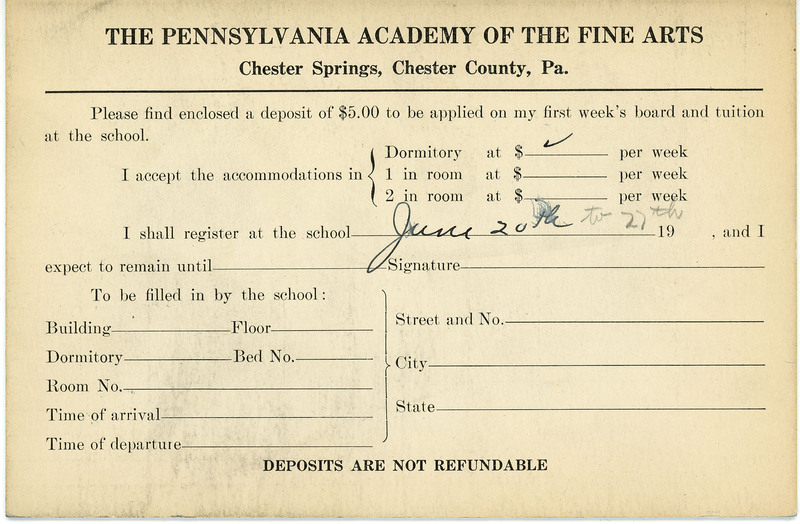 THE PENNSYLVANIA ACADEMY OF THE FINE ARTS
Chester Springs, Chester County, Pa.
Please find enclosed a deposit of $5.00 to be applied on my first week's board and tuition
at the school.
I accept the accommodations in { Dormitory at $ ✓ per week
1 in room at $ per week
2 in room at $ per week
I shall register at the school June 20th to 27th 19 , and I
expect to remain until Signature
To be filled in by the school:
Building Floor
Dormitory Bed No.
Room No.
Time of arrival
Time of departure
Street and No.
City
State
DEPOSITS ARE NOT REFUNDABLE